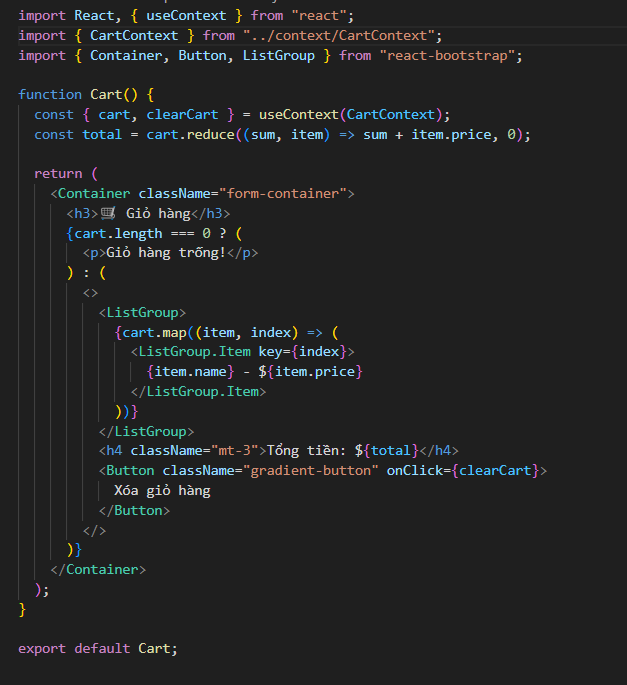 import React, { useContext } from "react";
import { CartContext } from "../context/CartContext";
import { Container, Button, ListGroup } from "react-bootstrap";

function Cart() {
  const { cart, clearCart } = useContext(CartContext);
  const total = cart.reduce((sum, item) => sum + item.price, 0);

  return (
    <Container className="form-container">
      <h3>🛒 Giỏ hàng</h3>
      {cart.length === 0 ? (
        <p>Giỏ hàng trống!</p>
      ) : (
        <>
          <ListGroup>
            {cart.map((item, index) => (
              <ListGroup.Item key={index}>
                {item.name} - ${item.price}
              </ListGroup.Item>
            ))}
          </ListGroup>
          <h4 className="mt-3">Tổng tiền: ${total}</h4>
          <Button className="gradient-button" onClick={clearCart}>
            Xóa giỏ hàng
          </Button>
        </>
      )}
    </Container>
  );
}

export default Cart;